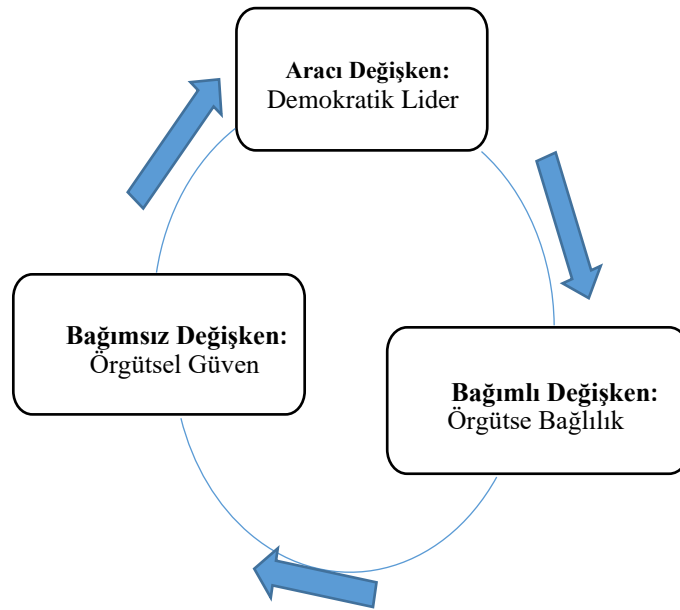 Aracı Değişken:
Demokratik Lider
Bağımsız Değişken:
Örgütsel Güven
Bağımlı Değişken:
Örgütse Bağlılık